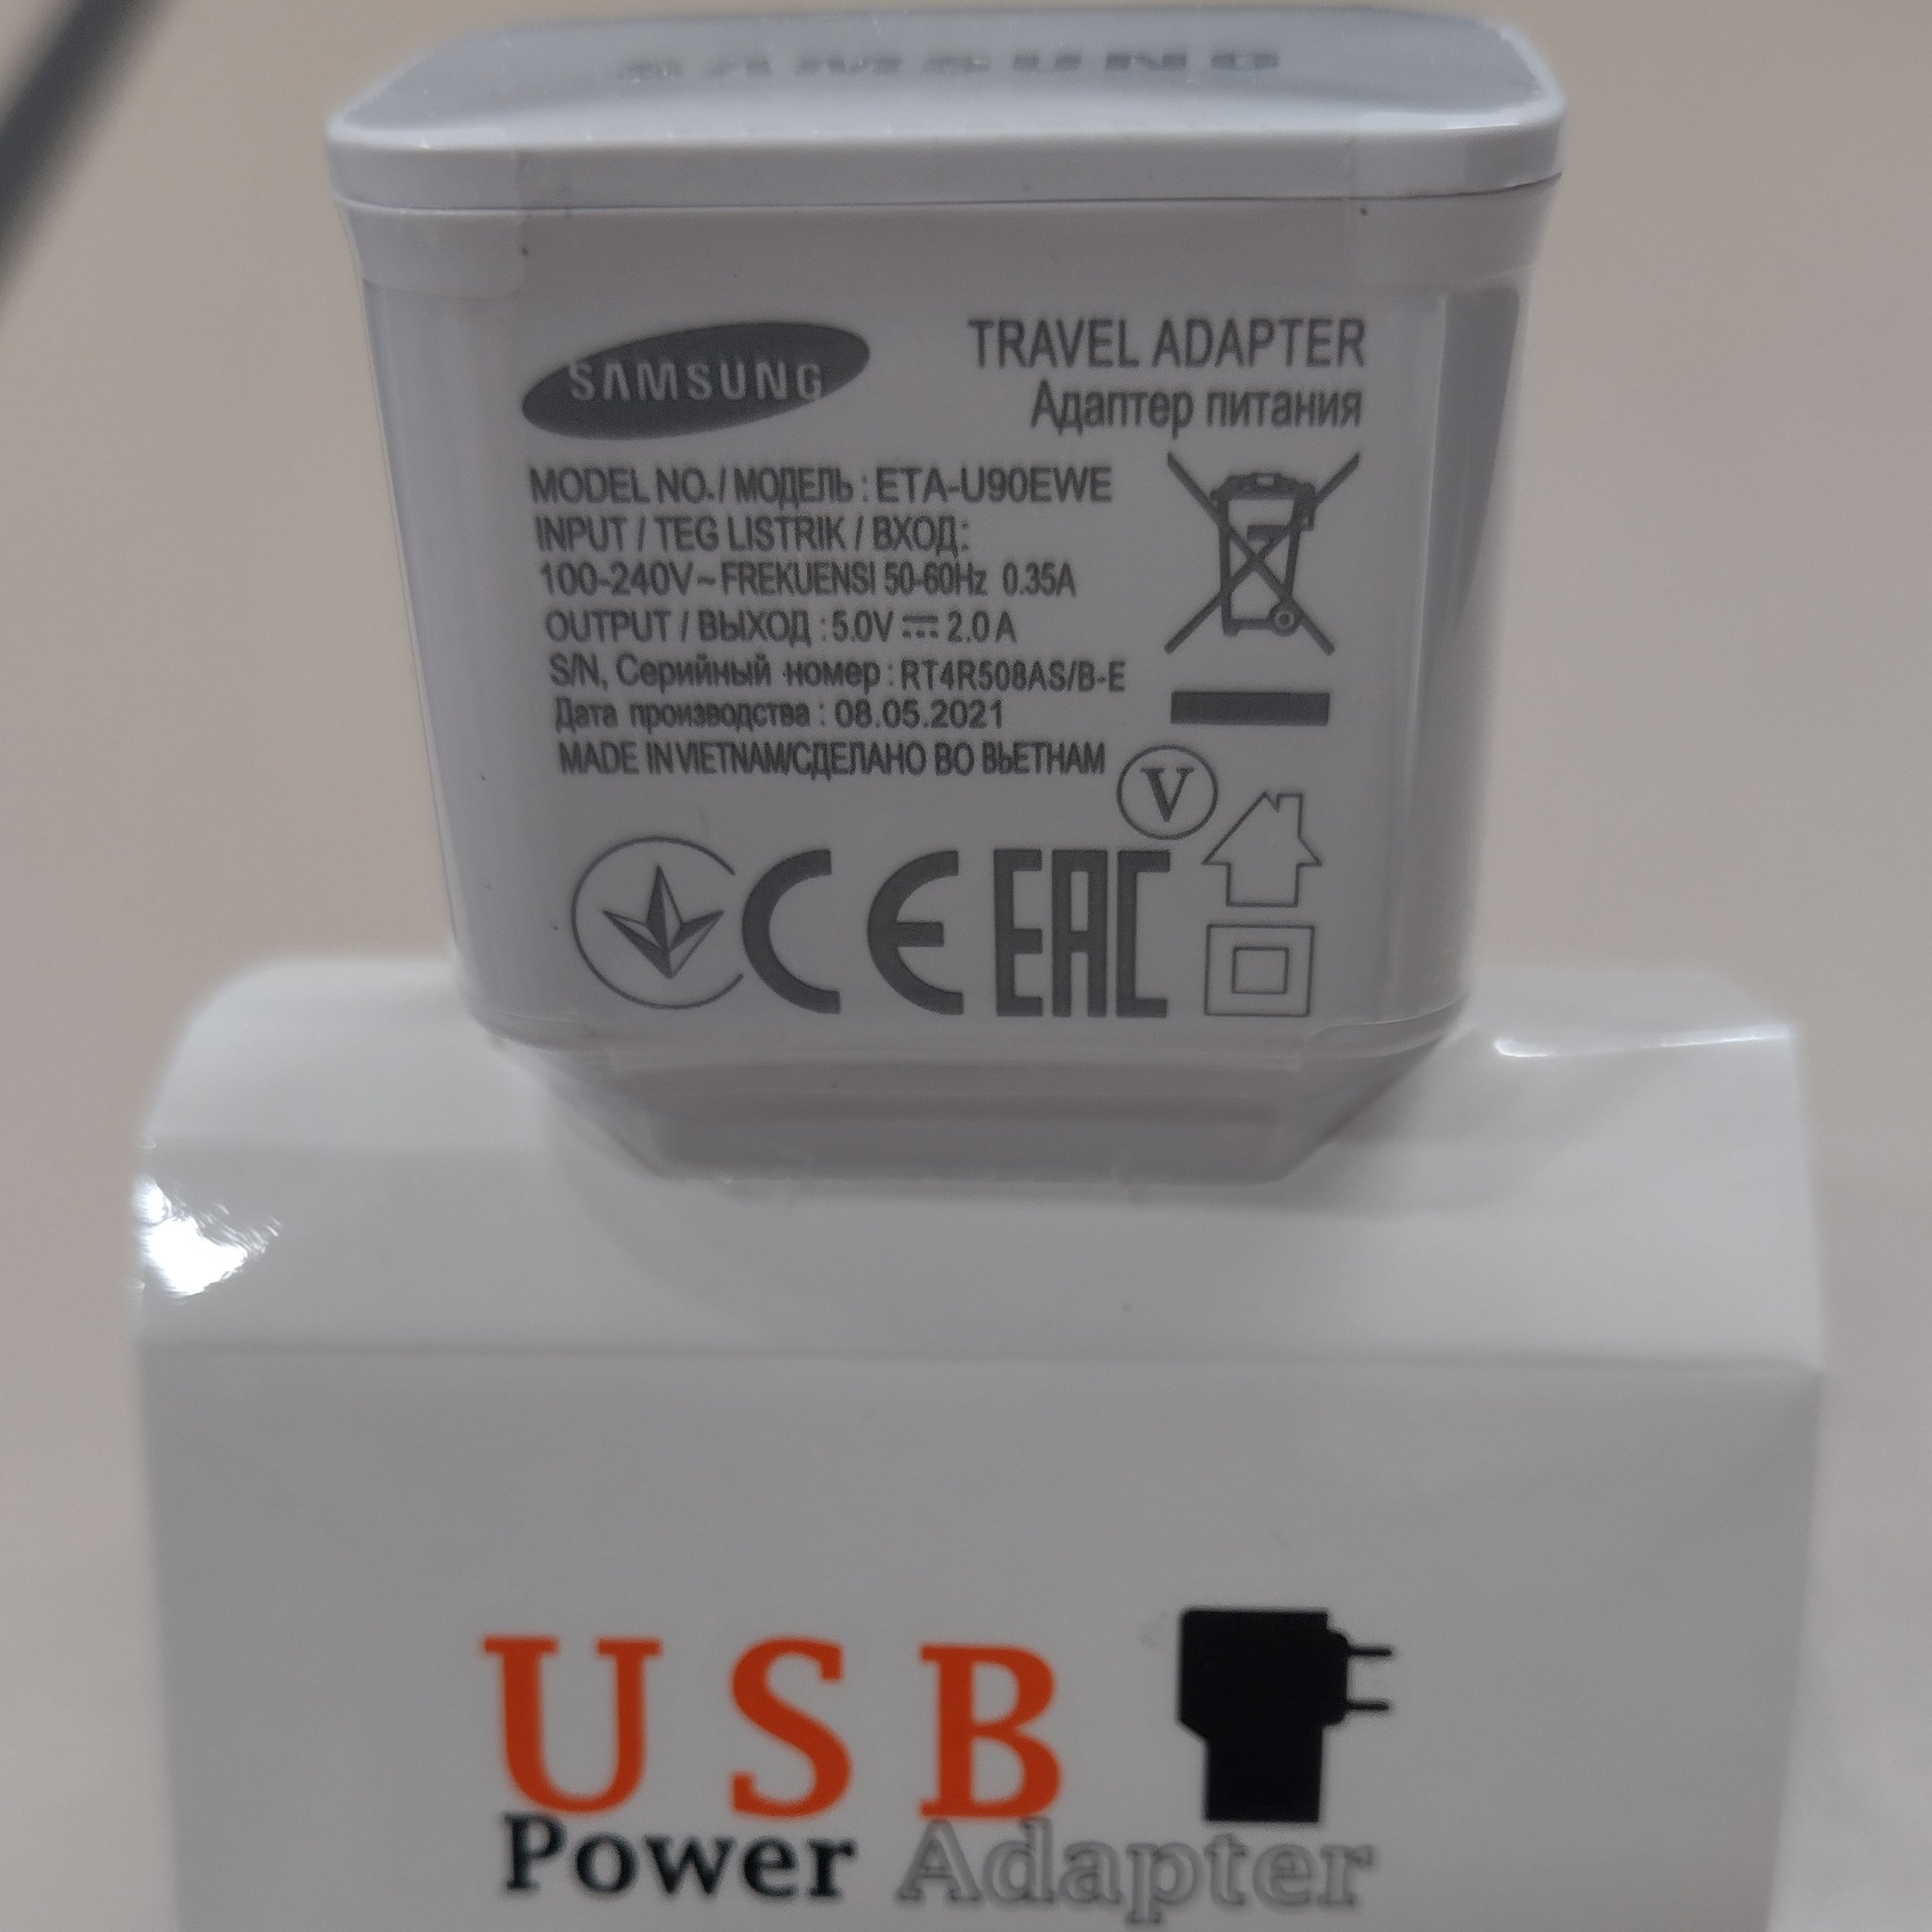 SAMSUNG
SAMSUNG
TRAVEL ADAPTER
Адаптер питания
MODEL NO./ МОДЕЛЬ : ETA-U90EWE
INPUT / TEG LISTRIK / ВХОД:
100-240V~FREKUENSI 50-60Hz 0.35A
OUTPUT / ВЫХОД : 5.0V ⎓ 2.0 A
S/N, Серийный номер : RT4R508AS/B-E
Дата производства : 08.05.2021
MADE IN VIETNAM/СДЕЛАНО ВО ВЬЕТНАМ
V
CE EAC
USB
Power Adapter